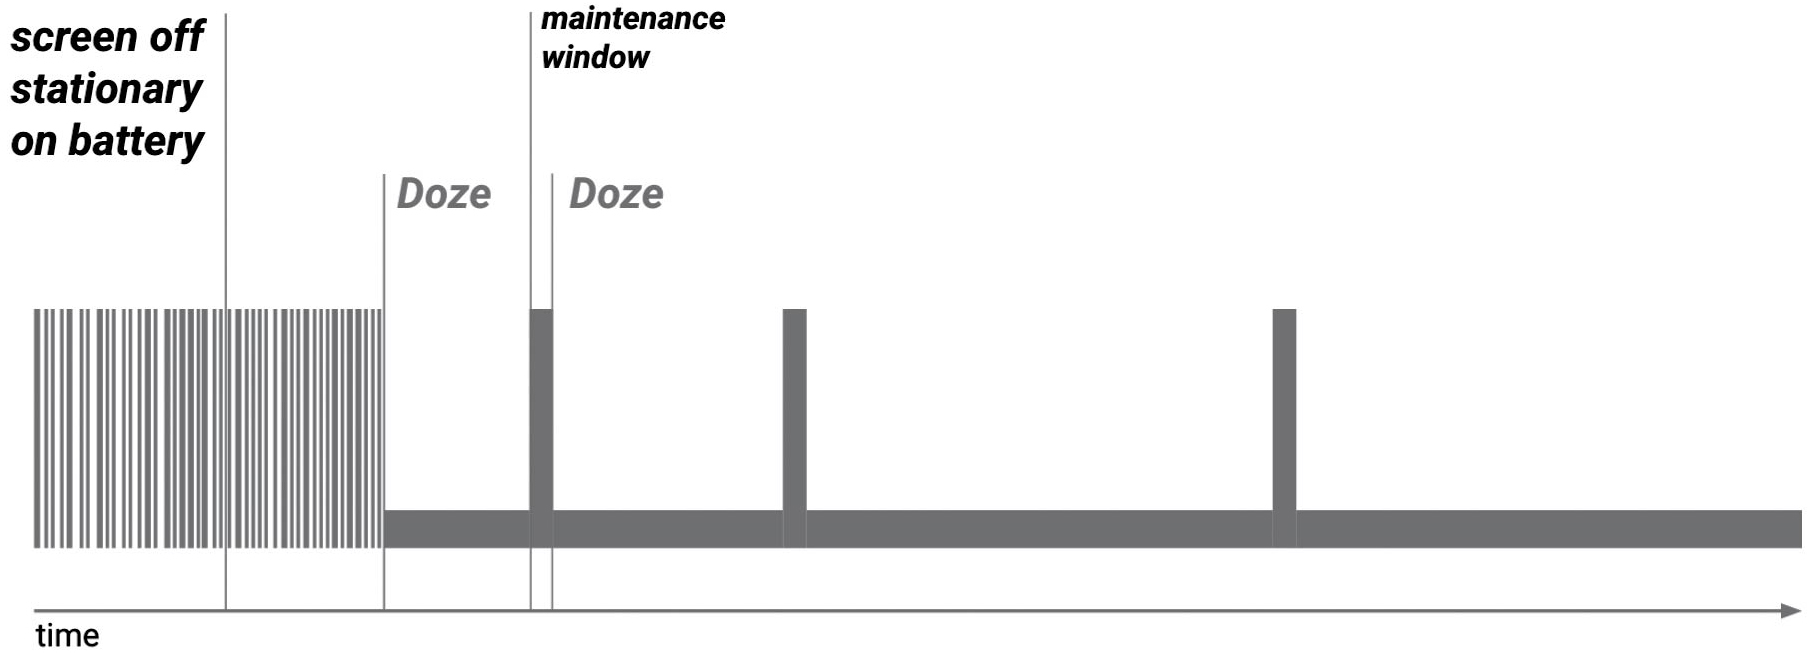 screen off
stationary
on battery
maintenance
window
Doze
Doze
time